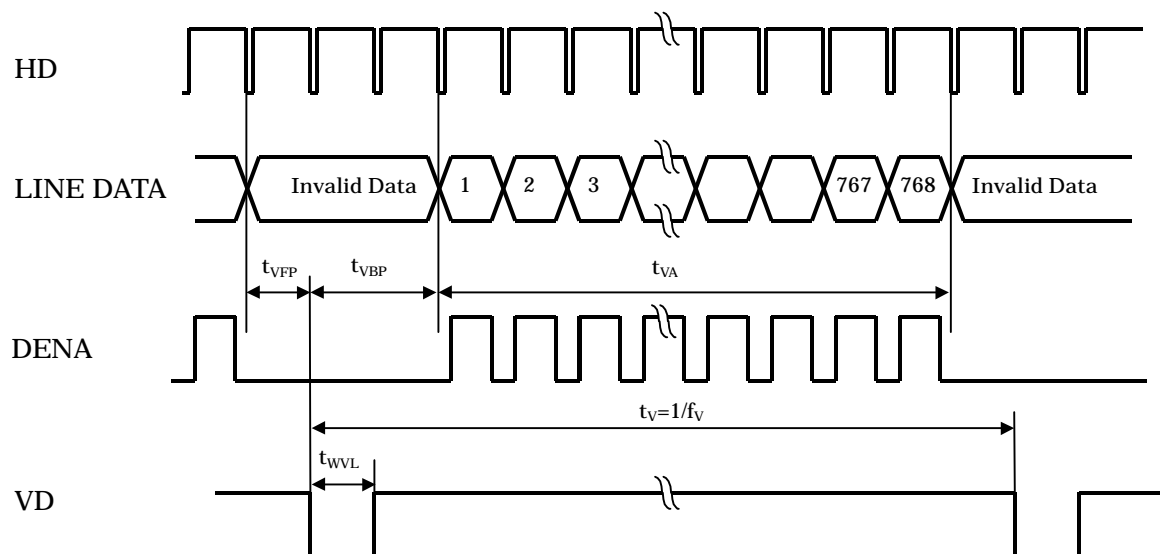 HD
LINE DATA
Invalid Data 1 2 3 767 768 Invalid Data
tVFP tVBP tVA
DENA
tV=1/fV
tWVL
VD